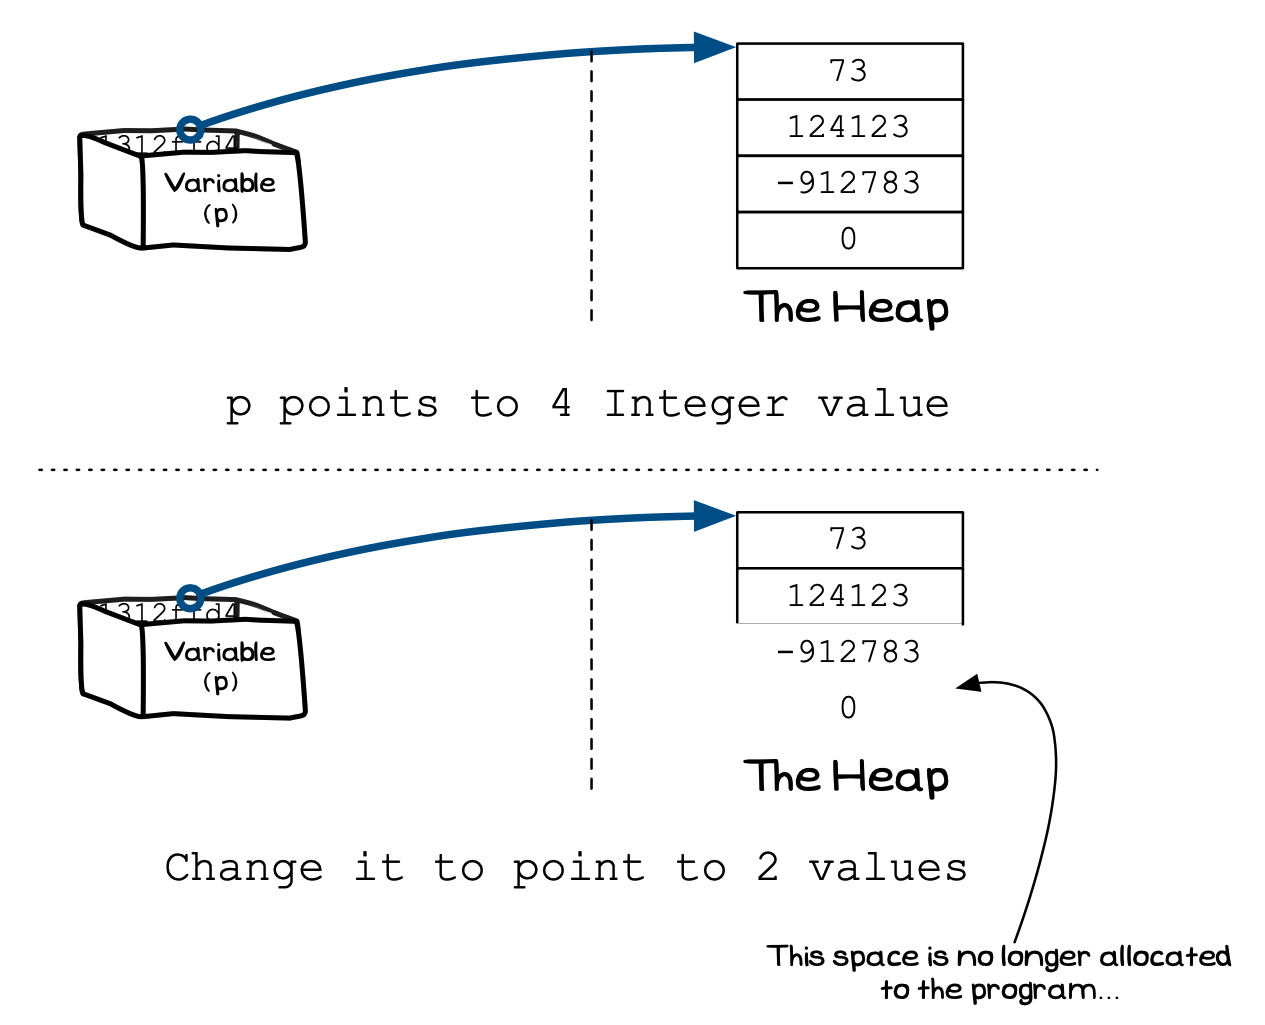 73
1312ffd4
124123
Variable
(p)
-912783
0
The Heap
p points to 4 Integer value
73
1312ffd4
124123
Variable
(p)
-912783
0
The Heap
Change it to point to 2 values
This space is no longer allocated
to the program...